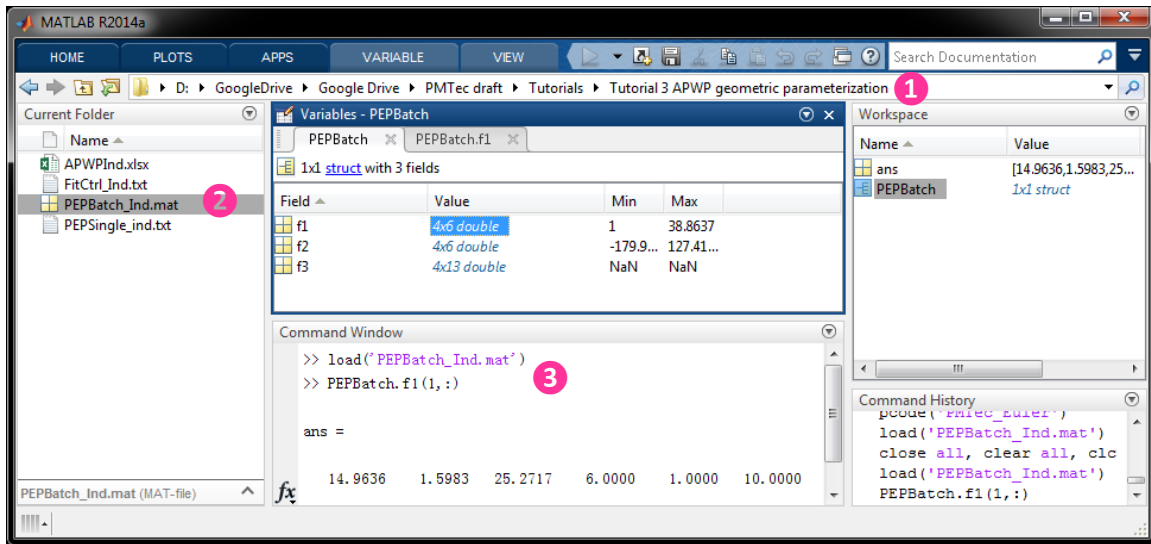 MATLAB R2014a
HOME PLOTS APPS VARIABLE VIEW Search Documentation
D: GoogleDrive Google Drive PMTec draft Tutorials Tutorial 3 APWP geometric parameterization 1
Current Folder
Name
APWPInd.xlsx
FitCtrl_Ind.txt
PEPBatch_Ind.mat 2
PEPSingle_ind.txt
PEPBatch_Ind.mat (MAT-file)
Variables - PEPBatch
PEPBatch PEPBatch.f1
1x1 struct with 3 fields
Field Value Min Max
f1 4x6 double 1 38.8637
f2 4x6 double -179.9... 127.41...
f3 4x13 double NaN NaN
Command Window
>> load('PEPBatch_Ind.mat')
>> PEPBatch.f1(1,:)
3
ans =
14.9636 1.5983 25.2717 6.0000 1.0000 10.0000
fx
Workspace
Name Value
ans [14.9636,1.5983,25...
PEPBatch 1x1 struct
Command History
pcode('PMTec_Euler')
load('PEPBatch_Ind.mat')
close all, clear all, clc
load('PEPBatch_Ind.mat')
PEPBatch.f1(1,:)